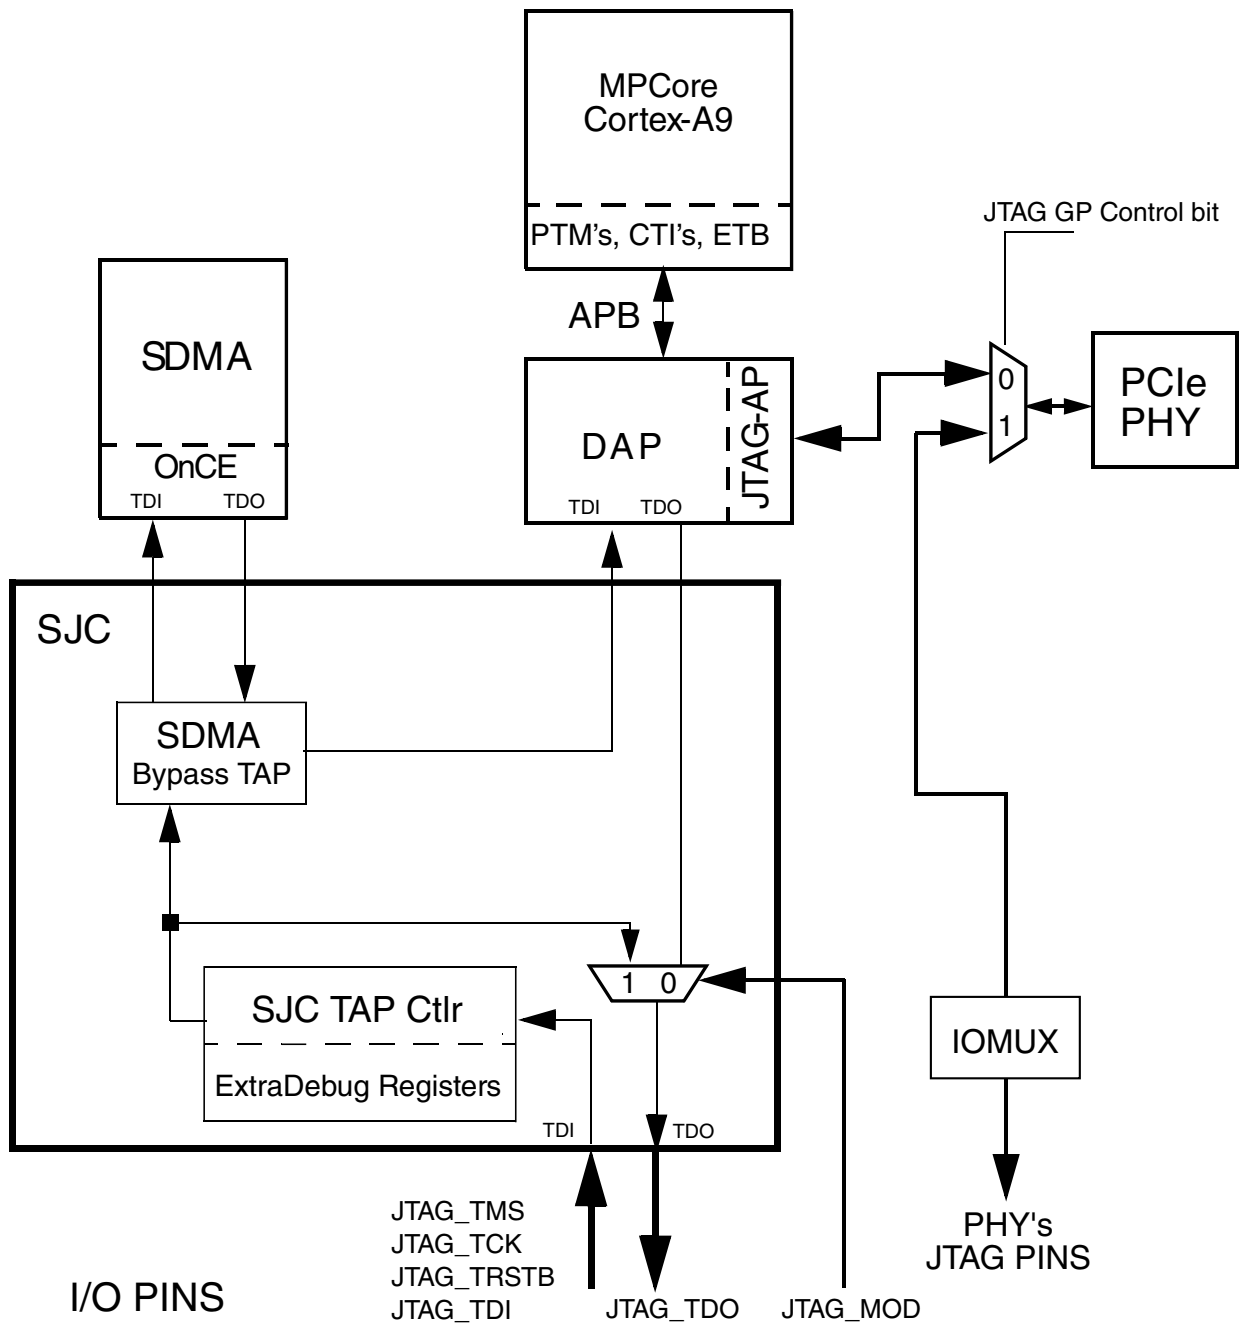 MPCore
Cortex-A9
PTM's, CTI's, ETB
JTAG GP Control bit
APB
SDMA
OnCE
TDI
TDO
DAP
JTAG-AP
TDI
TDO
0
1
PCIe
PHY
SJC
SDMA
Bypass TAP
1
0
SJC TAP Ctlr
ExtraDebug Registers
IOMUX
TDI
TDO
JTAG_TMS
JTAG_TCK
JTAG_TRSTB
JTAG_TDI
PHY's
JTAG PINS
I/O PINS
JTAG_TDO
JTAG_MOD